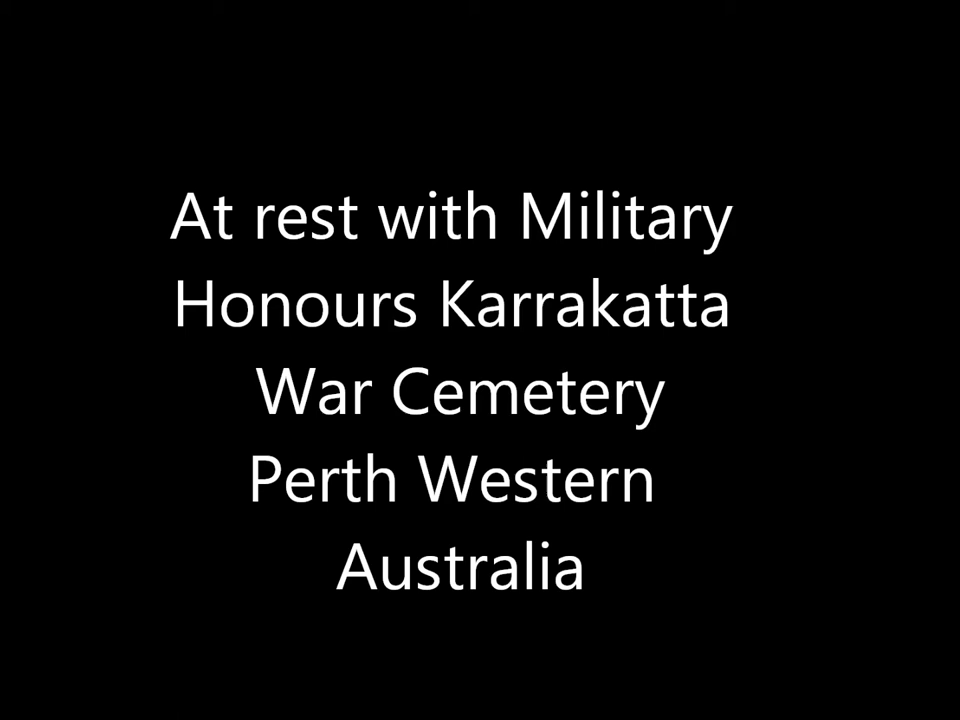 At rest with Military
Honours Karrakatta
War Cemetery
Perth Western
Australia